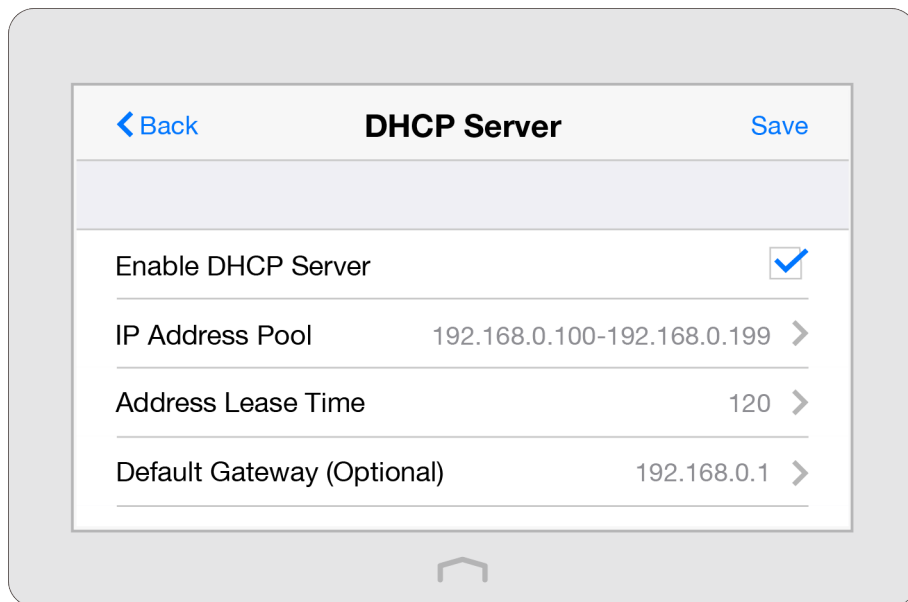 Back DHCP Server Save
Enable DHCP Server
IP Address Pool 192.168.0.100-192.168.0.199
Address Lease Time 120
Default Gateway (Optional) 192.168.0.1